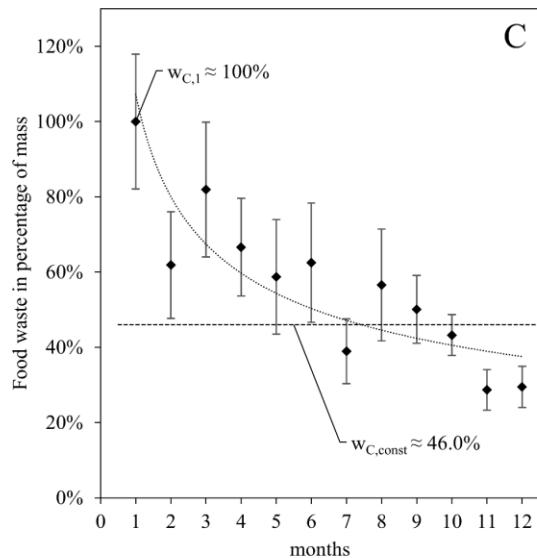 C
120%
w_C,1 ≈ 100%
100%
80%
60%
40%
20%
0%
Food waste in percentage of mass
w_C,const ≈ 46.0%
0 1 2 3 4 5 6 7 8 9 10 11 12
months